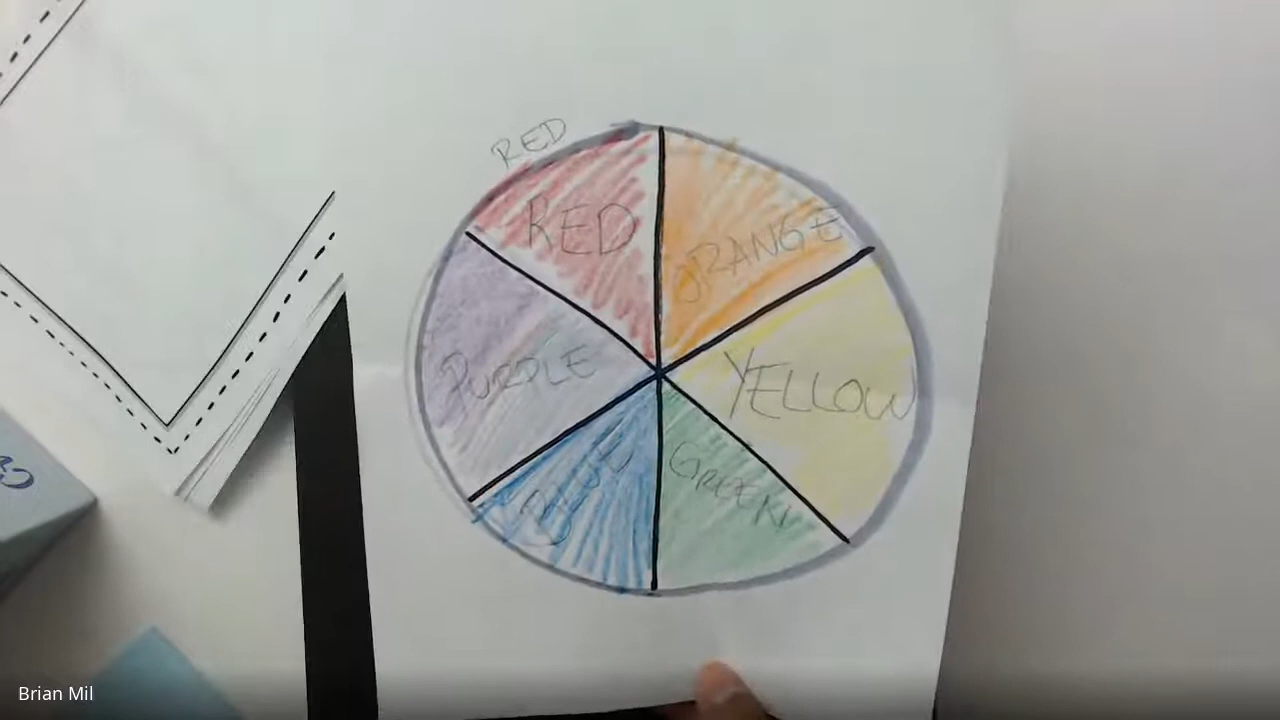 RED
RED
ORANGE
PURPLE
YELLOW
BLUE
GREEN
Brian Mil